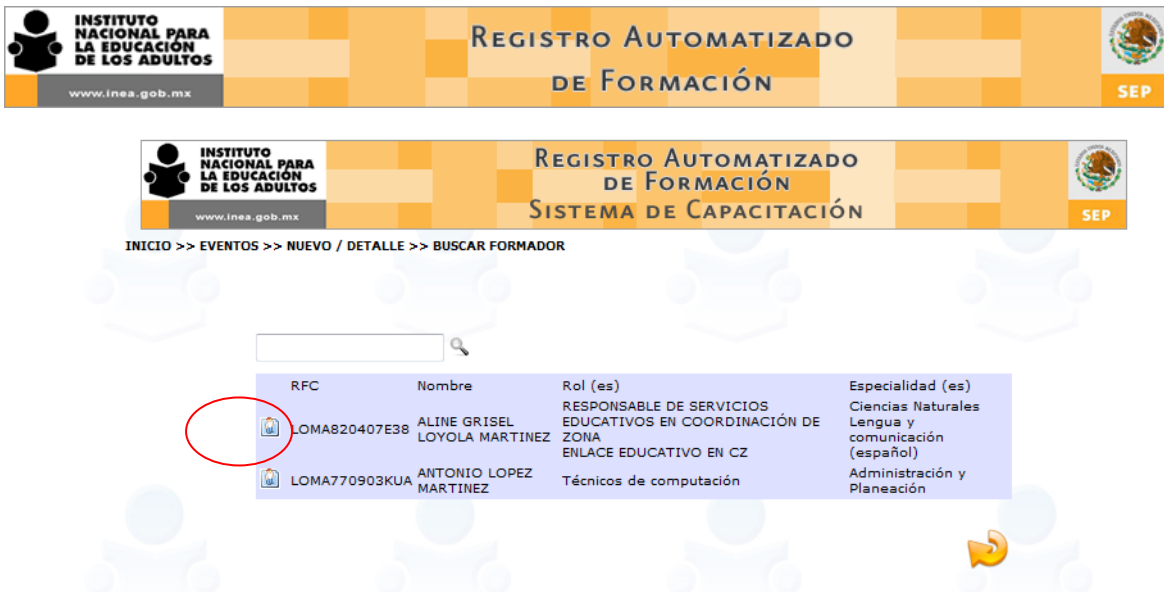 INSTITUTO
NACIONAL PARA
LA EDUCACIÓN
DE LOS ADULTOS
www.inea.gob.mx
REGISTRO AUTOMATIZADO
DE FORMACIÓN
SEP
INSTITUTO
NACIONAL PARA
LA EDUCACIÓN
DE LOS ADULTOS
www.inea.gob.mx
REGISTRO AUTOMATIZADO
DE FORMACIÓN
SISTEMA DE CAPACITACIÓN
SEP
INICIO >> EVENTOS >> NUEVO / DETALLE >> BUSCAR FORMADOR
RFC Nombre Rol (es) Especialidad (es)
LOMA820407E38
ALINE GRISEL
LOYOLA MARTINEZ
RESPONSABLE DE SERVICIOS
EDUCATIVOS EN COORDINACIÓN DE
ZONA
ENLACE EDUCATIVO EN CZ
Ciencias Naturales
Lengua y
comunicación
(español)
LOMA770903KUA
ANTONIO LOPEZ
MARTINEZ
Técnicos de computación
Administración y
Planeación